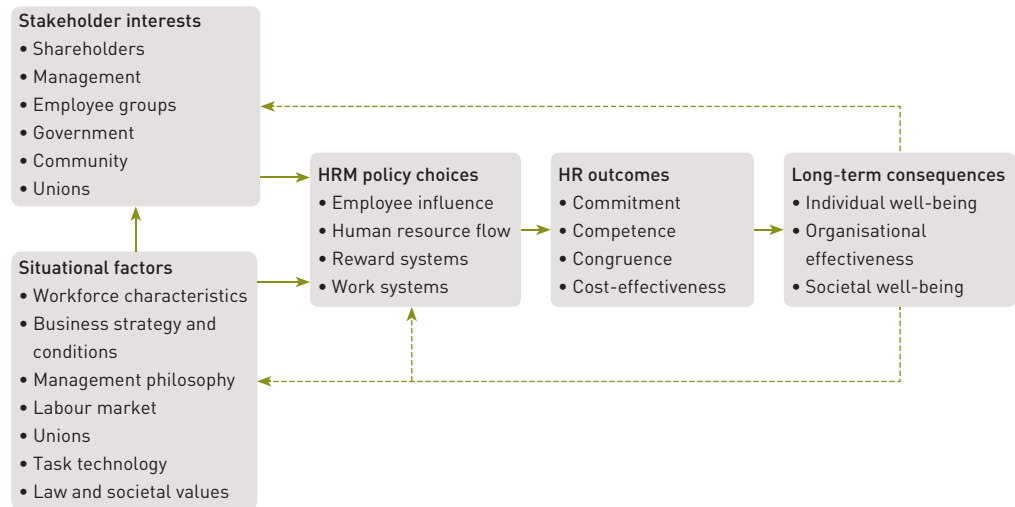 Stakeholder interests
• Shareholders
• Management
• Employee groups
• Government
• Community
• Unions
Situational factors
• Workforce characteristics
• Business strategy and
conditions
• Management philosophy
• Labour market
• Unions
• Task technology
• Law and societal values
HRM policy choices
• Employee influence
• Human resource flow
• Reward systems
• Work systems
HR outcomes
• Commitment
• Competence
• Congruence
• Cost-effectiveness
Long-term consequences
• Individual well-being
• Organisational
effectiveness
• Societal well-being